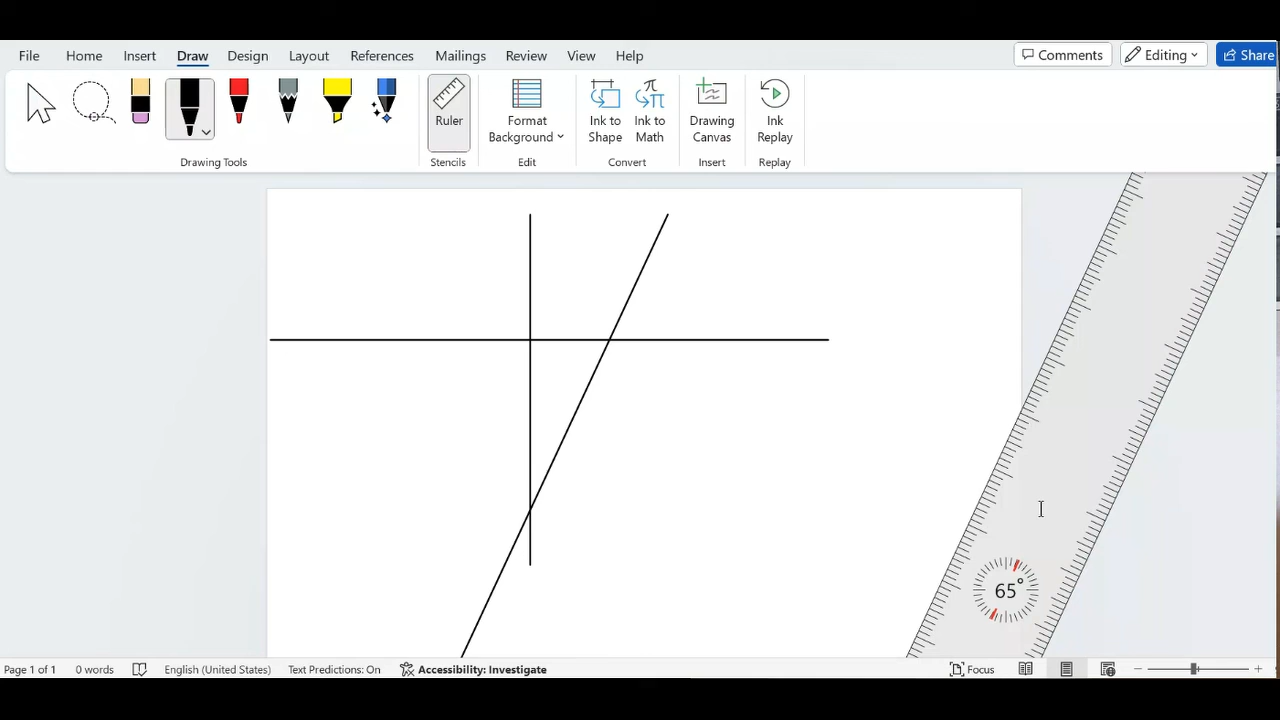 File Home Insert Draw Design Layout References Mailings Review View Help Comments Editing Share
Ruler Format Background Ink to Shape Ink to Math Drawing Canvas Ink Replay
Drawing Tools Stencils Edit Convert Insert Replay
65°
Page 1 of 1 0 words English (United States) Text Predictions: On Accessibility: Investigate Focus